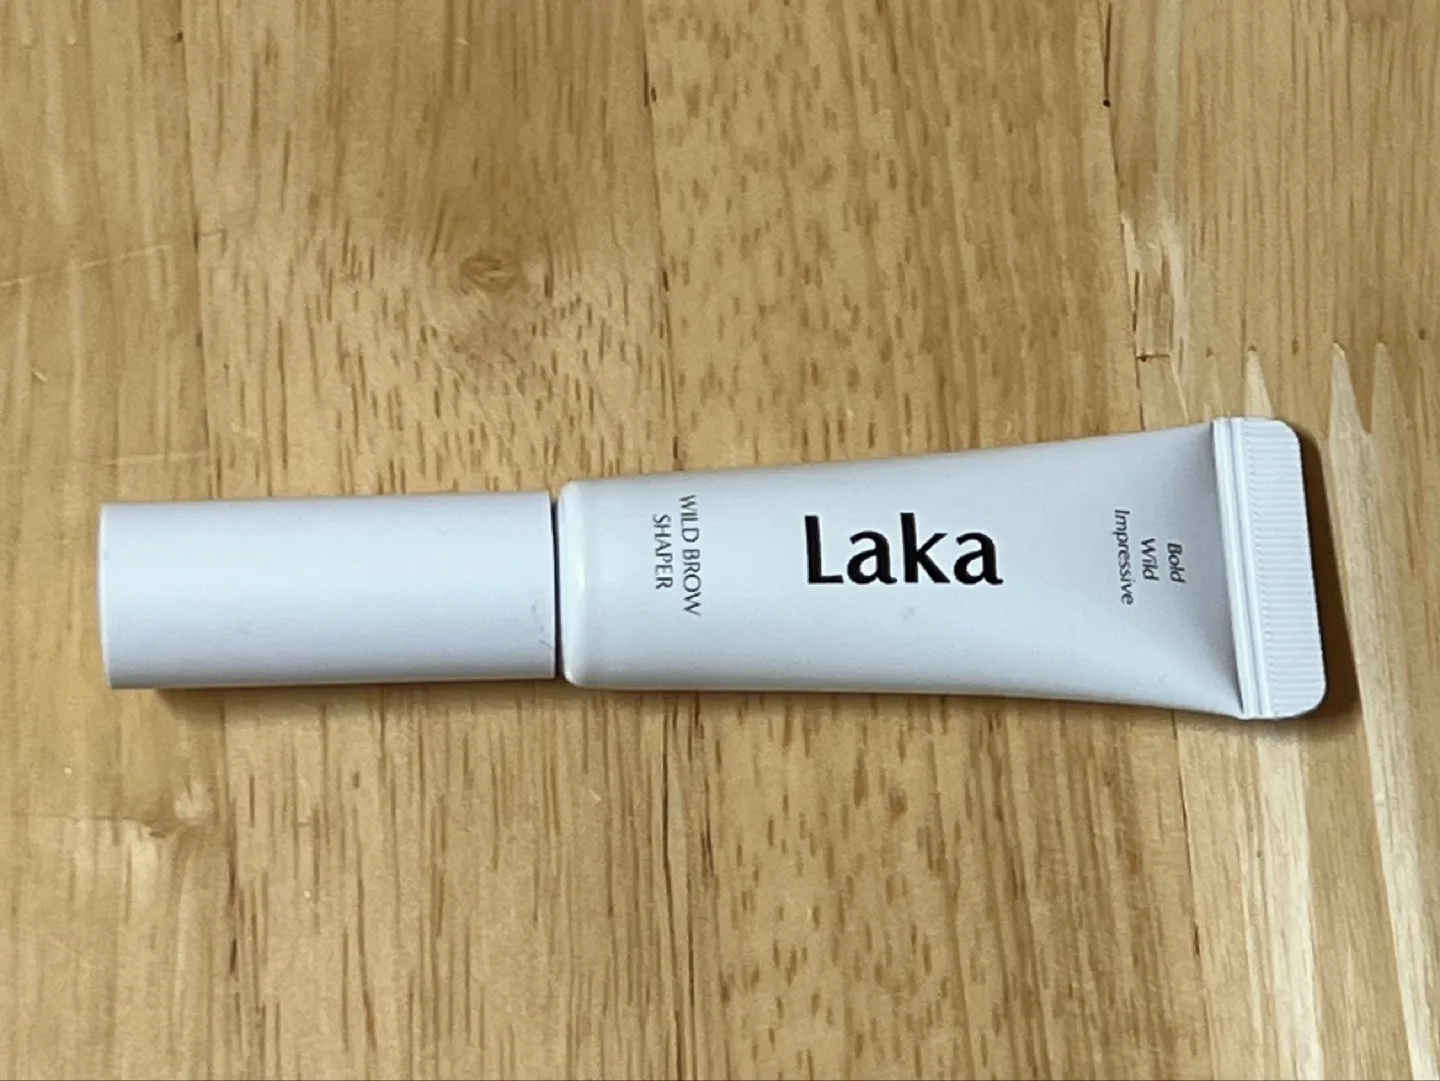 Bold
Wild
Impressive
Laka
WILD BROW
SHAPER